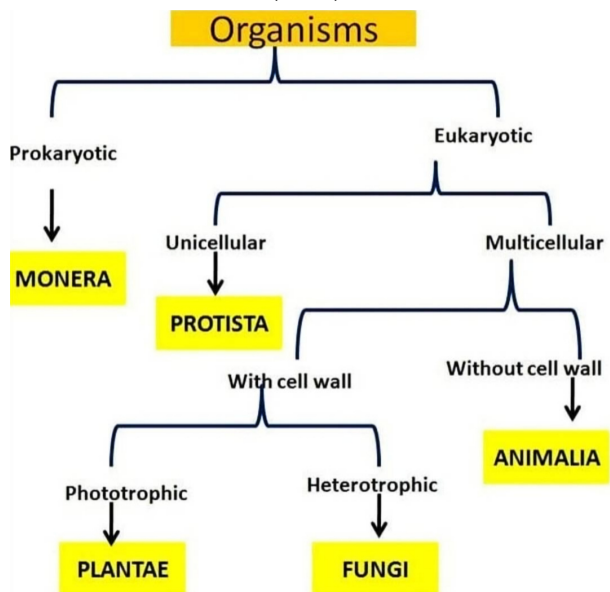 Organisms
Eukaryotic
Prokaryotic
Unicellular
Multicellular
MONERA
PROTISTA
Without cell wall
With cell wall
ANIMALIA
Heterotrophic
Phototrophic
PLANTAE
FUNGI